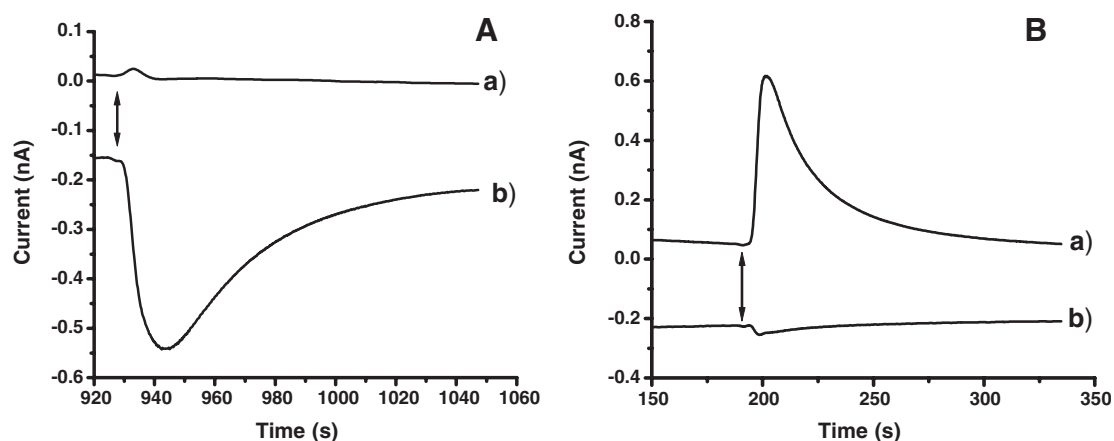 A
0.1
0.0
-0.1
-0.2
-0.3
-0.4
-0.5
-0.6
Current (nA)
a)
b)
920 940 960 980 1000 1020 1040 1060
Time (s)
B
0.8
0.6
0.4
0.2
0.0
-0.2
-0.4
Current (nA)
a)
b)
150 200 250 300 350
Time (s)